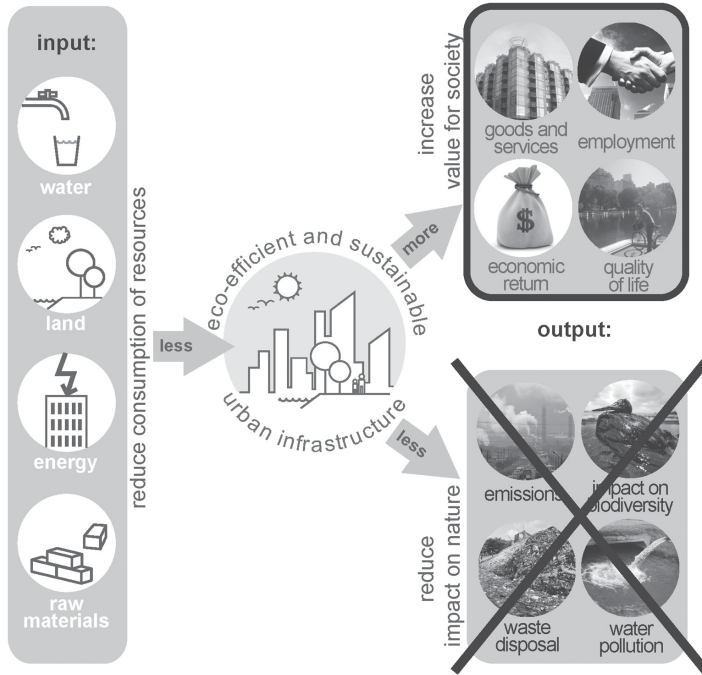 input:
water
land
energy
raw
materials
reduce consumption of resources
less
eco-efficient and sustainable
urban infrastructure
more
less
increase
value for society
goods and
services
employment
economic
return
quality
of life
output:
reduce
impact on nature
emissions
impact on
biodiversity
waste
disposal
water
pollution
$